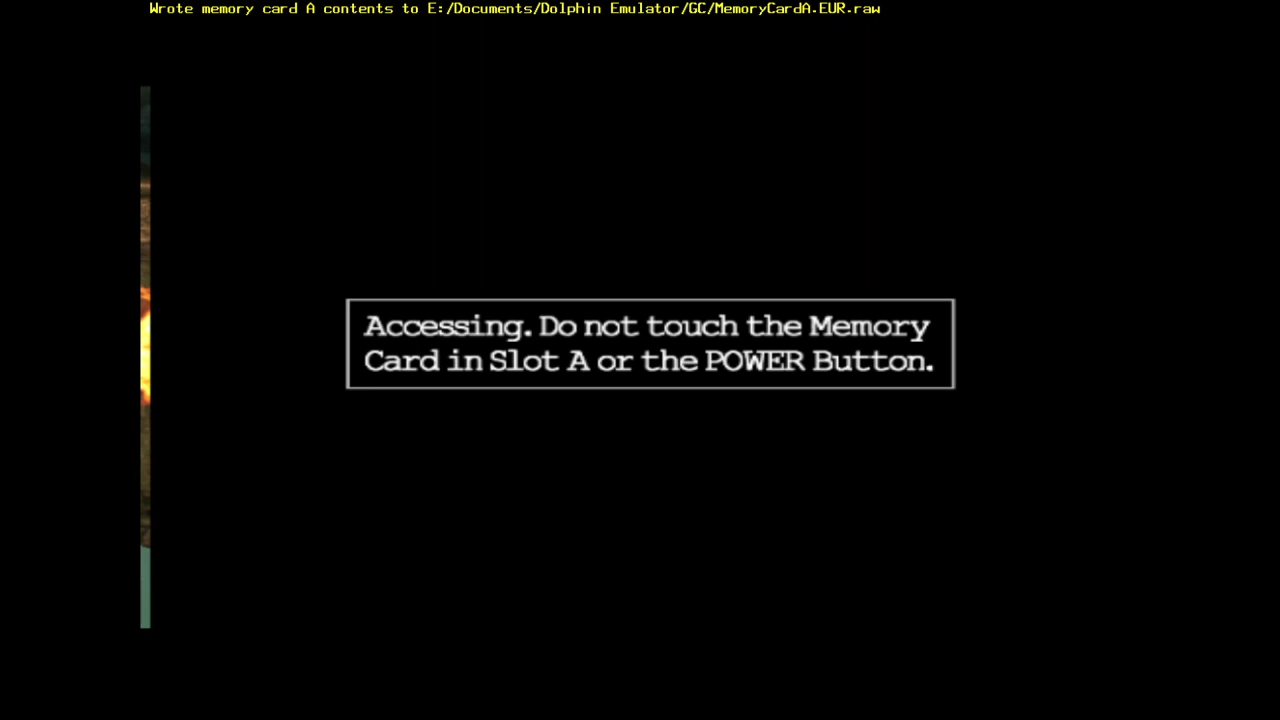 Wrote memory card A contents to E:/Documents/Dolphin Emulator/GC/MemoryCardA.EUR.raw
Accessing. Do not touch the Memory
Card in Slot A or the POWER Button.